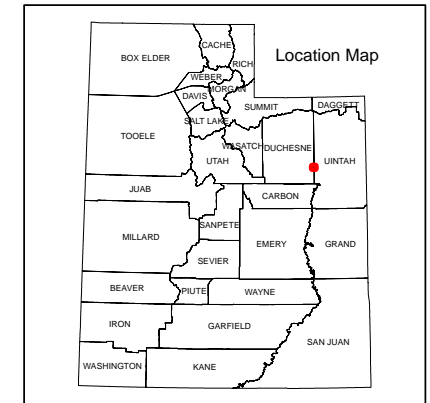 Location Map
CACHE
BOX ELDER
RICH
WEBER
MORGAN
DAVIS
SUMMIT
DAGGETT
SALT LAKE
TOOELE
WASATCH
DUCHESNE
UINTAH
UTAH
JUAB
CARBON
SANPETE
MILLARD
EMERY
GRAND
SEVIER
BEAVER
PIUTE
WAYNE
IRON
GARFIELD
SAN JUAN
WASHINGTON
KANE